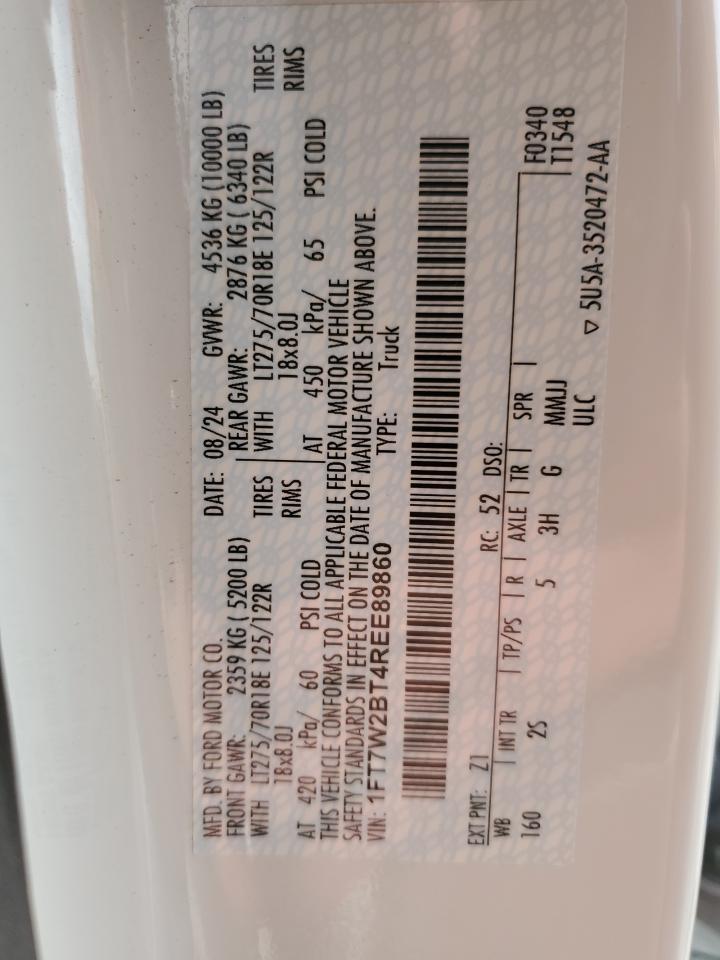 MFD. BY FORD MOTOR CO.
DATE: 08/24 GVWR: 4536 KG (10000 LB)
FRONT GAWR: 2359 KG ( 5200 LB)
REAR GAWR: 2876 KG ( 6340 LB)
WITH LT275/70R18E 125/122R TIRES
WITH LT275/70R18E 125/122R TIRES
18x8.0J RIMS
18x8.0J RIMS
AT 420 kPa/ 60 PSI COLD
AT 450 kPa/ 65 PSI COLD
THIS VEHICLE CONFORMS TO ALL APPLICABLE FEDERAL MOTOR VEHICLE
SAFETY STANDARDS IN EFFECT ON THE DATE OF MANUFACTURE SHOWN ABOVE.
VIN: 1FT7W2BT4REE89860 TYPE: Truck
EXT PNT: Z1 RC: 52 DSO:
WB INT TR TP/PS R AXLE TR SPR F0340
160 2S 5 3H G MMJJ T1548
ULC
▽ 5U5A-3520472-AA